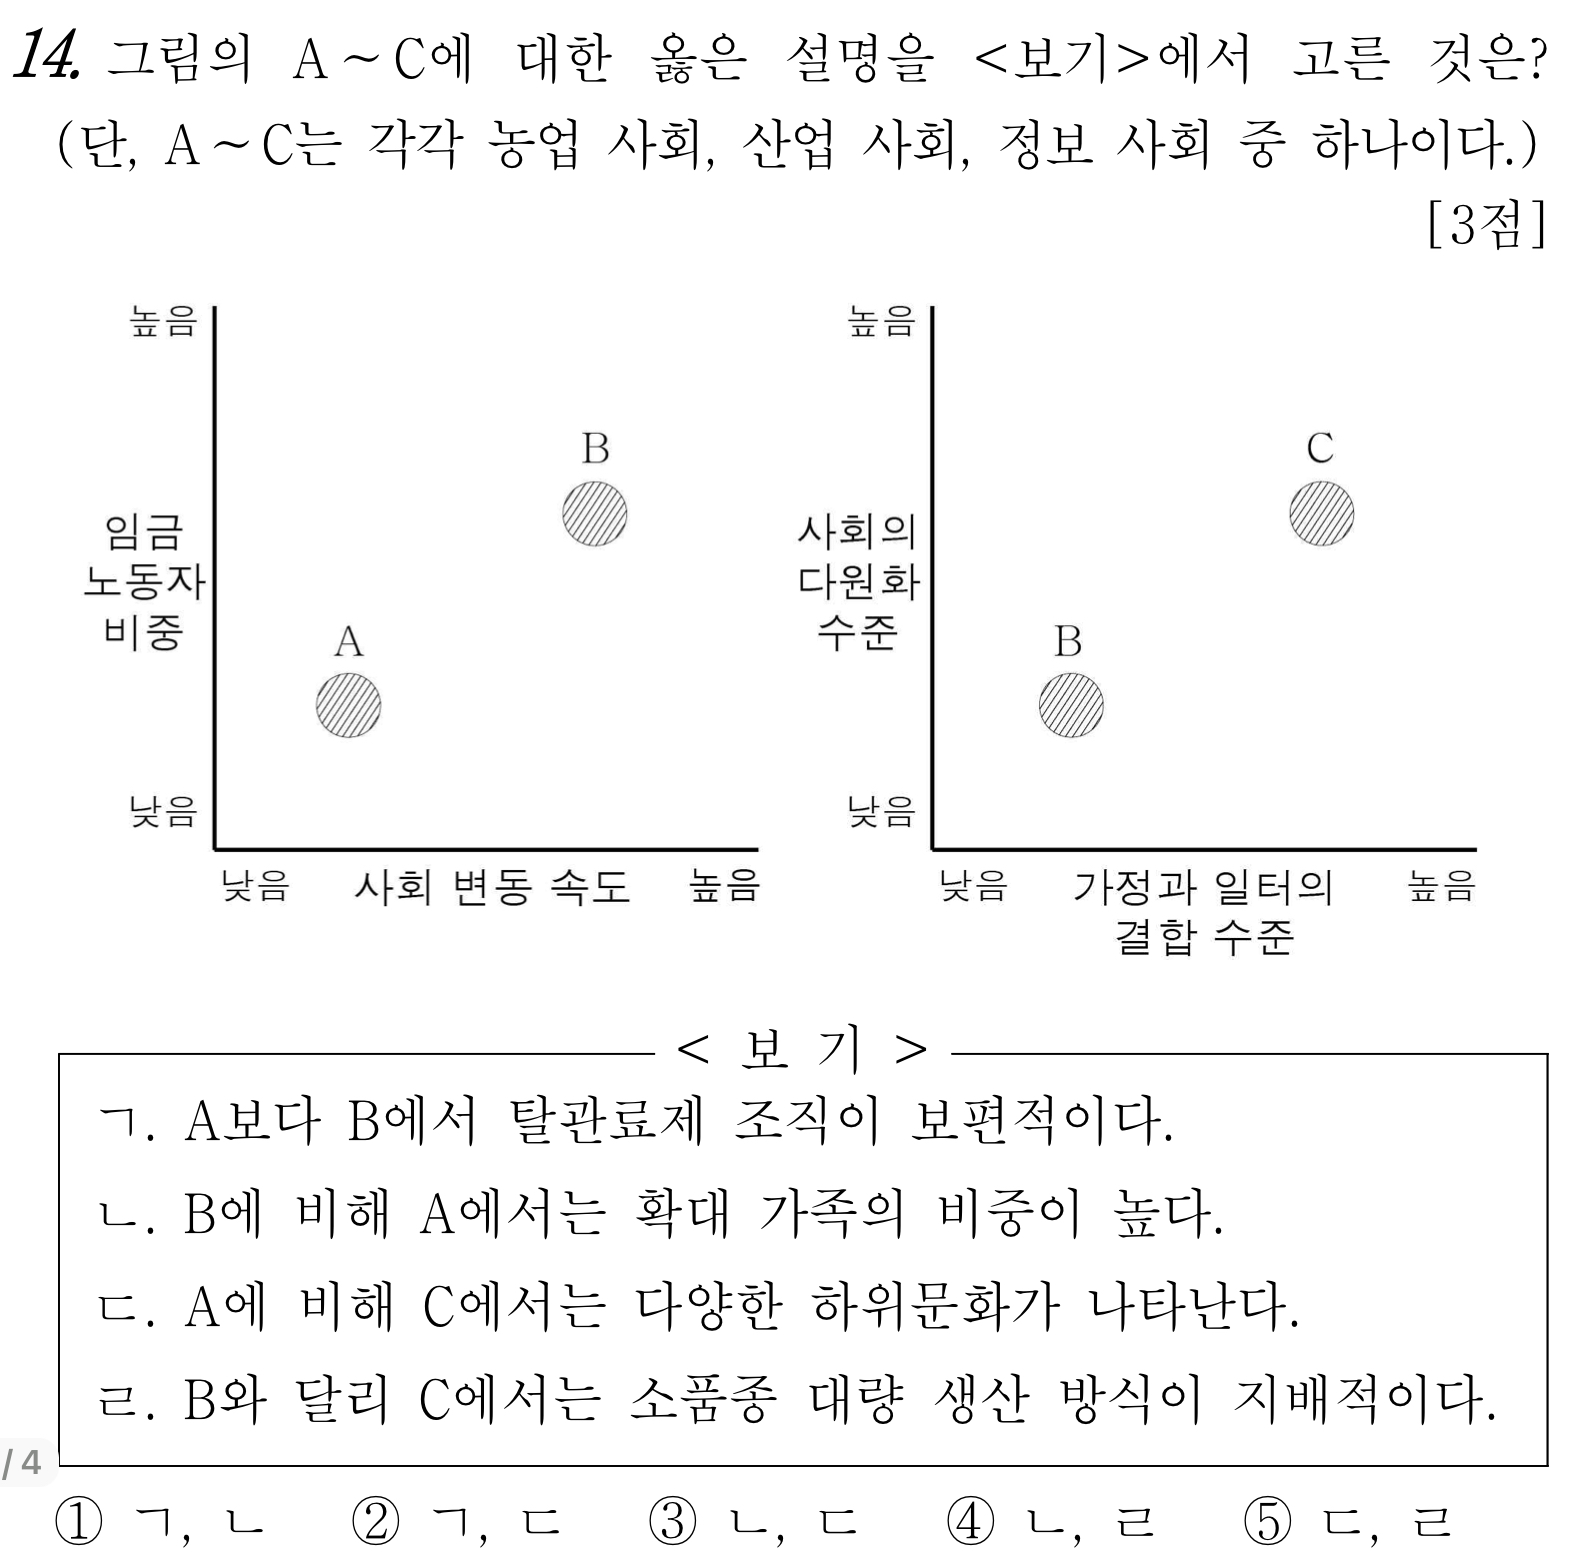 14. 그림의 A~C에 대한 옳은 설명을 <보기>에서 고른 것은?
(단, A~C는 각각 농업 사회, 산업 사회, 정보 사회 중 하나이다.)
[3점]
높음
임금
노동자
비중
낮음
B
A
낮음 사회 변동 속도 높음
높음
사회의
다원화
수준
낮음
C
B
낮음 가정과 일터의 높음
결합 수준
< 보 기 >
ㄱ. A보다 B에서 탈관료제 조직이 보편적이다.
ㄴ. B에 비해 A에서는 확대 가족의 비중이 높다.
ㄷ. A에 비해 C에서는 다양한 하위문화가 나타난다.
ㄹ. B와 달리 C에서는 소품종 대량 생산 방식이 지배적이다.
/4
① ㄱ, ㄴ ② ㄱ, ㄷ ③ ㄴ, ㄷ ④ ㄴ, ㄹ ⑤ ㄷ, ㄹ